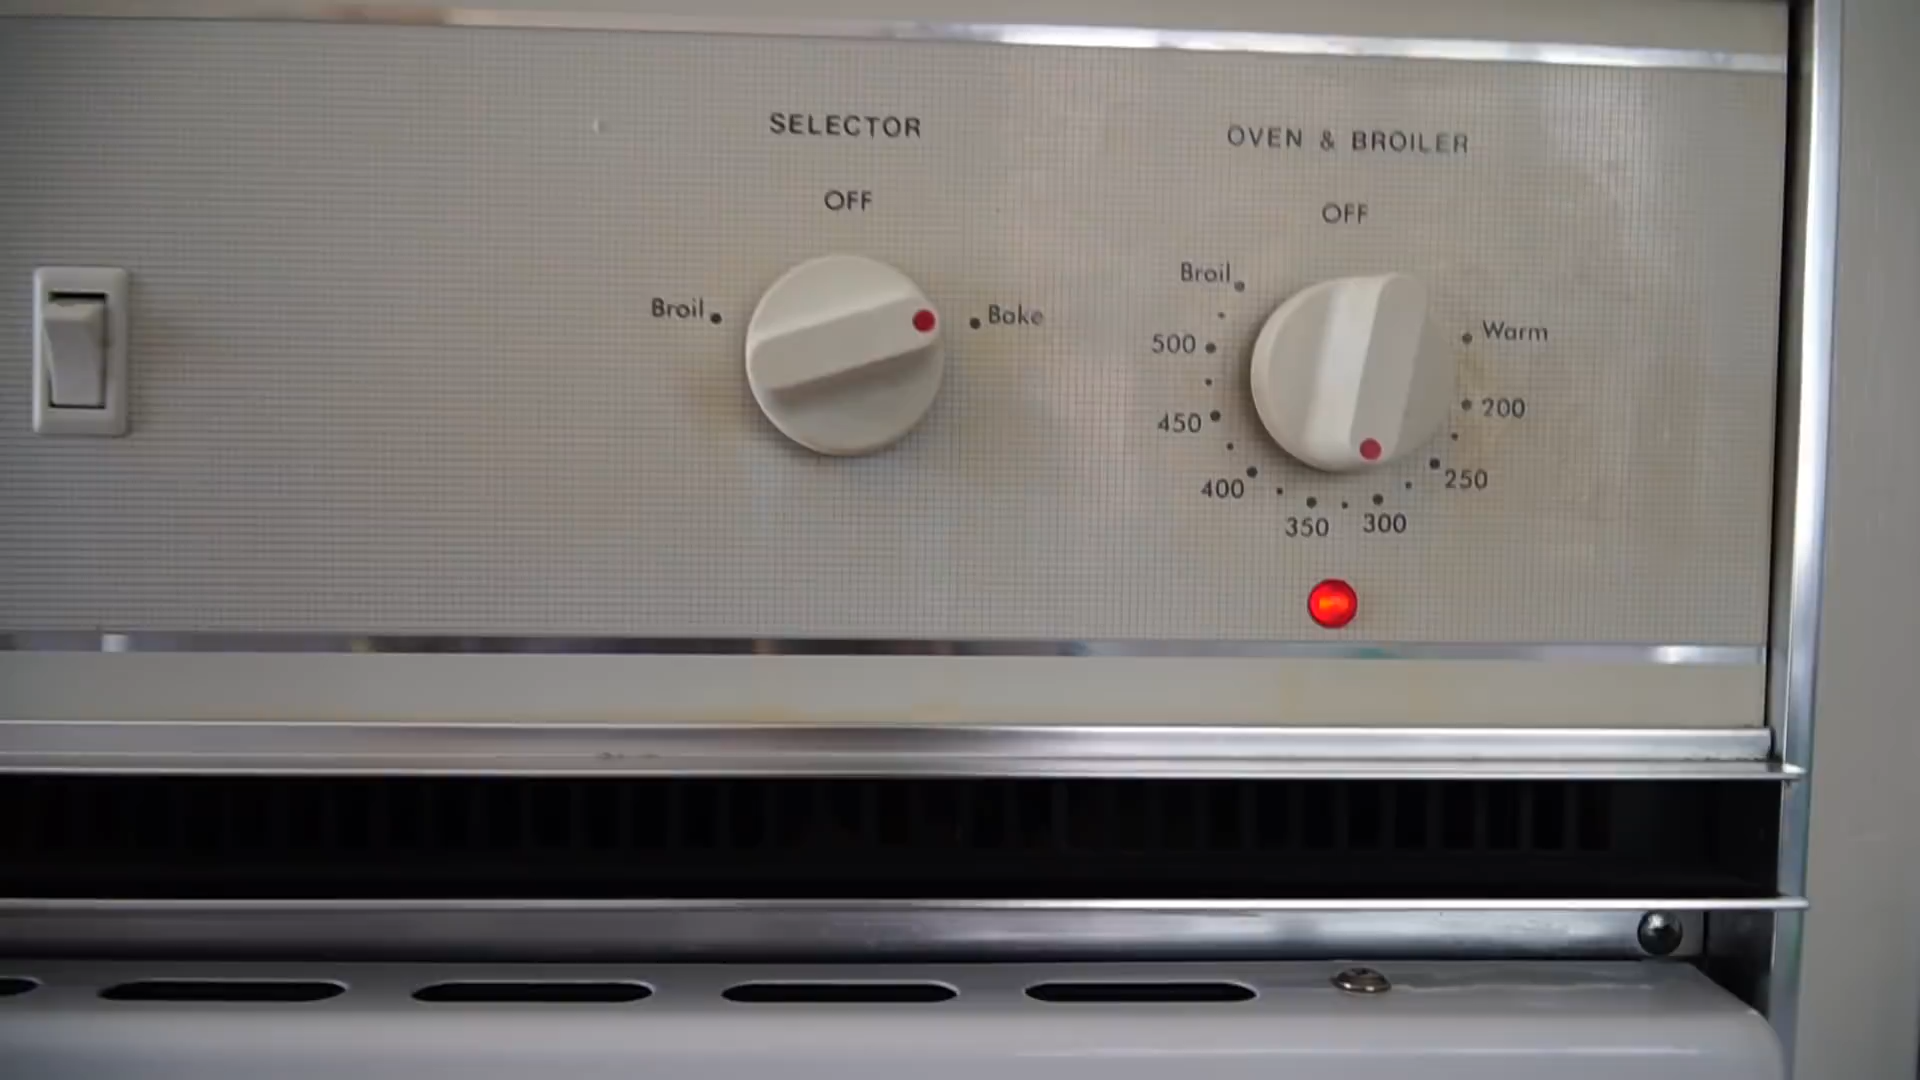 SELECTOR
OFF
Broil
Bake
OVEN & BROILER
OFF
Broil
Warm
500
200
450
250
400
350
300